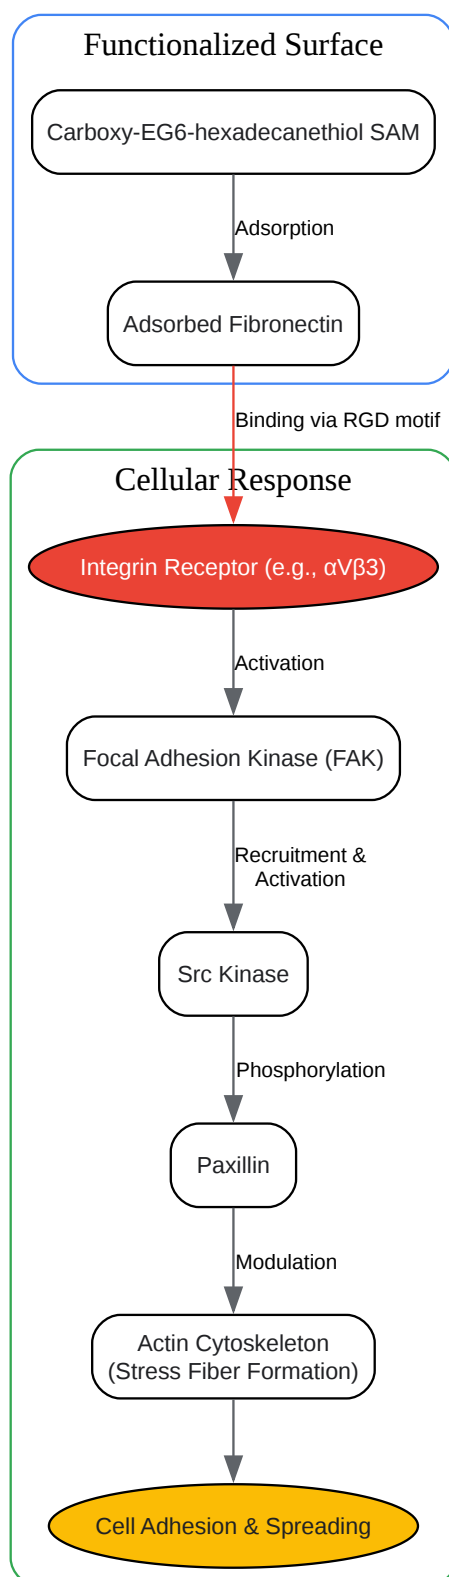 Functionalized Surface
Carboxy-EG6-hexadecanethiol SAM
Adsorption
Adsorbed Fibronectin
Binding via RGD motif
Cellular Response
Integrin Receptor (e.g., αVβ3)
Activation
Focal Adhesion Kinase (FAK)
Recruitment &
Activation
Src Kinase
Phosphorylation
Paxillin
Modulation
Actin Cytoskeleton
(Stress Fiber Formation)
Cell Adhesion & Spreading